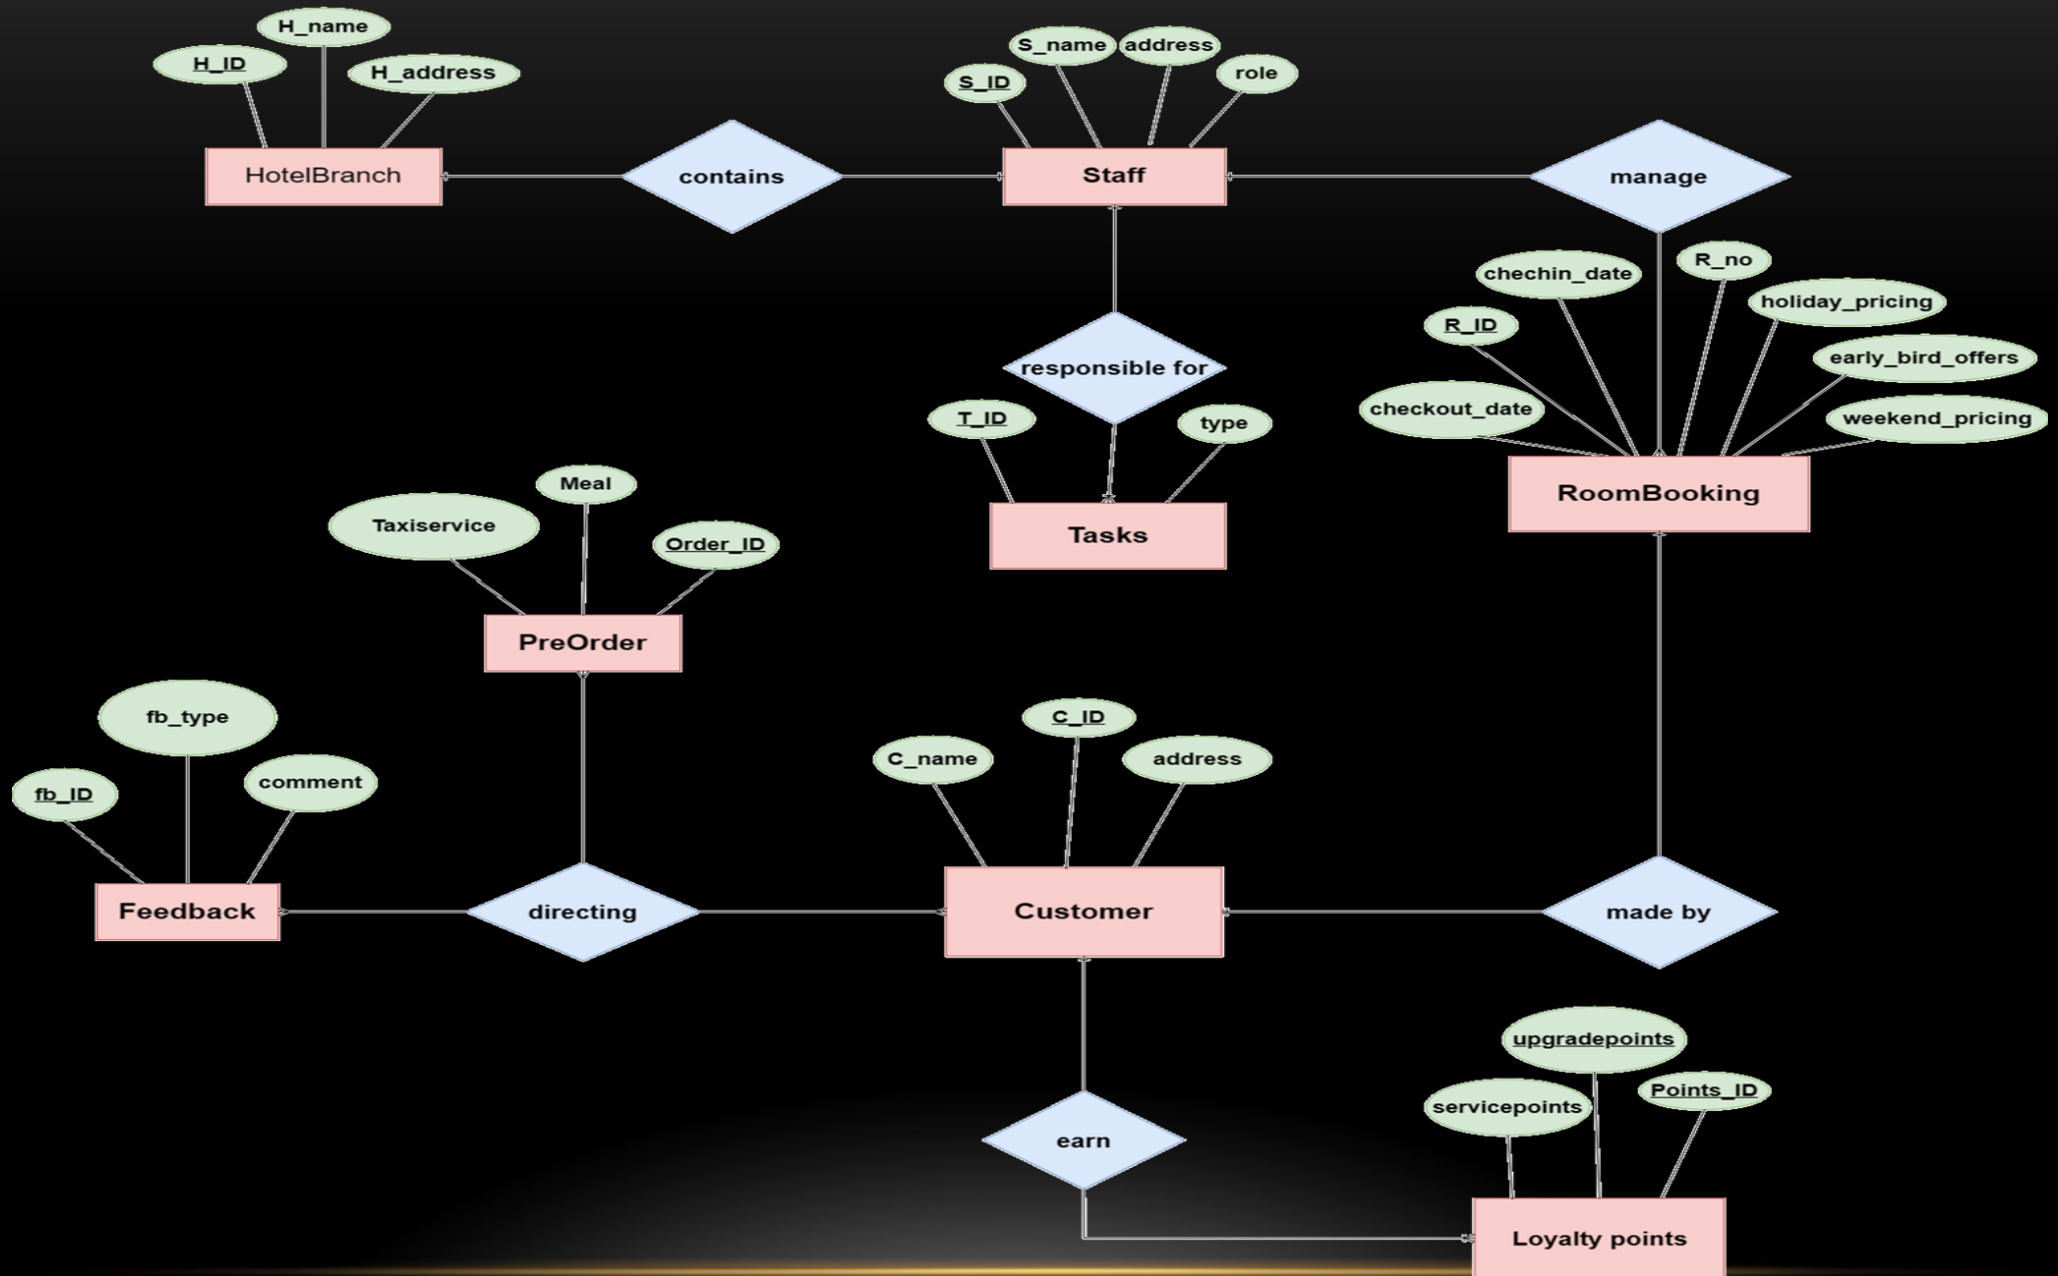 H_name
H_ID
H_address
HotelBranch
contains
S_name
address
S_ID
role
Staff
manage
chechin_date
R_no
R_ID
holiday_pricing
early_bird_offers
checkout_date
weekend_pricing
RoomBooking
responsible for
T_ID
type
Tasks
Meal
Taxiservice
Order_ID
PreOrder
fb_type
fb_ID
comment
Feedback
directing
C_ID
C_name
address
Customer
made by
earn
upgradepoints
servicepoints
Points_ID
Loyalty points